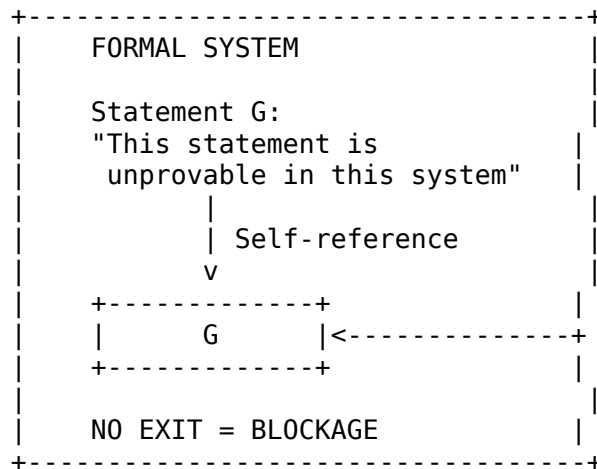 FORMAL SYSTEM
Statement G:
"This statement is
unprovable in this system"
Self-reference
v
G
NO EXIT = BLOCKAGE